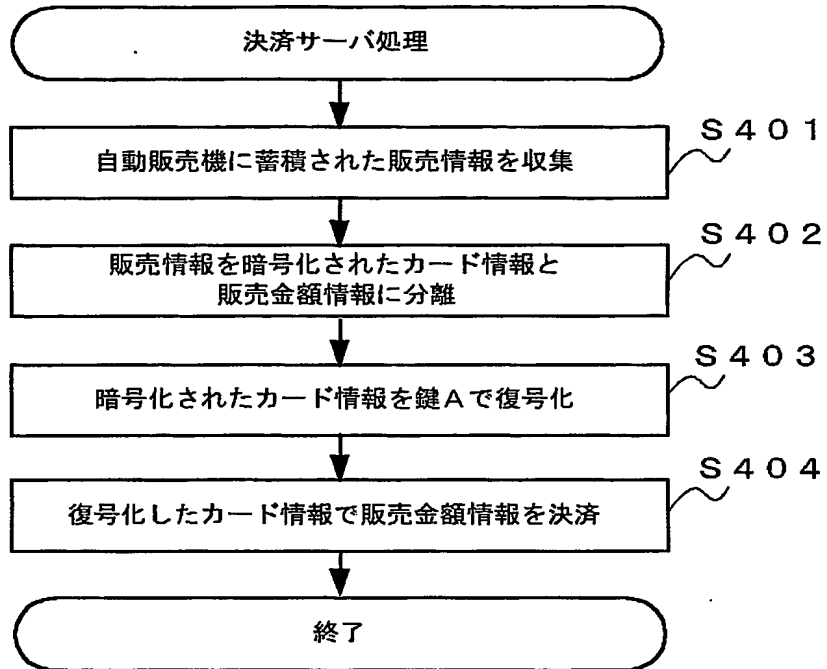 決済サーバ処理
自動販売機に蓄積された販売情報を収集
S401
販売情報を暗号化されたカード情報と
販売金額情報に分離
S402
暗号化されたカード情報を鍵Aで復号化
S403
復号化したカード情報で販売金額情報を決済
S404
終了